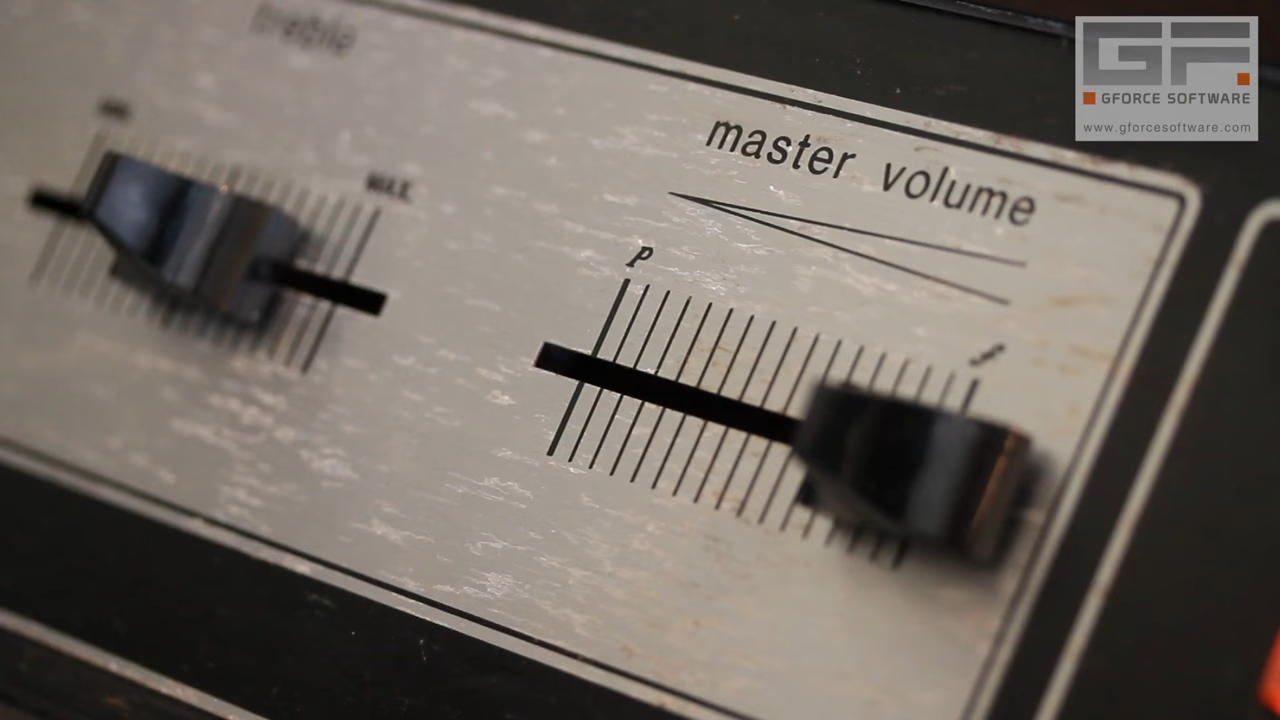 treble
MAX
master volume
p
f
GF
GFORCE SOFTWARE
www.gforcesoftware.com